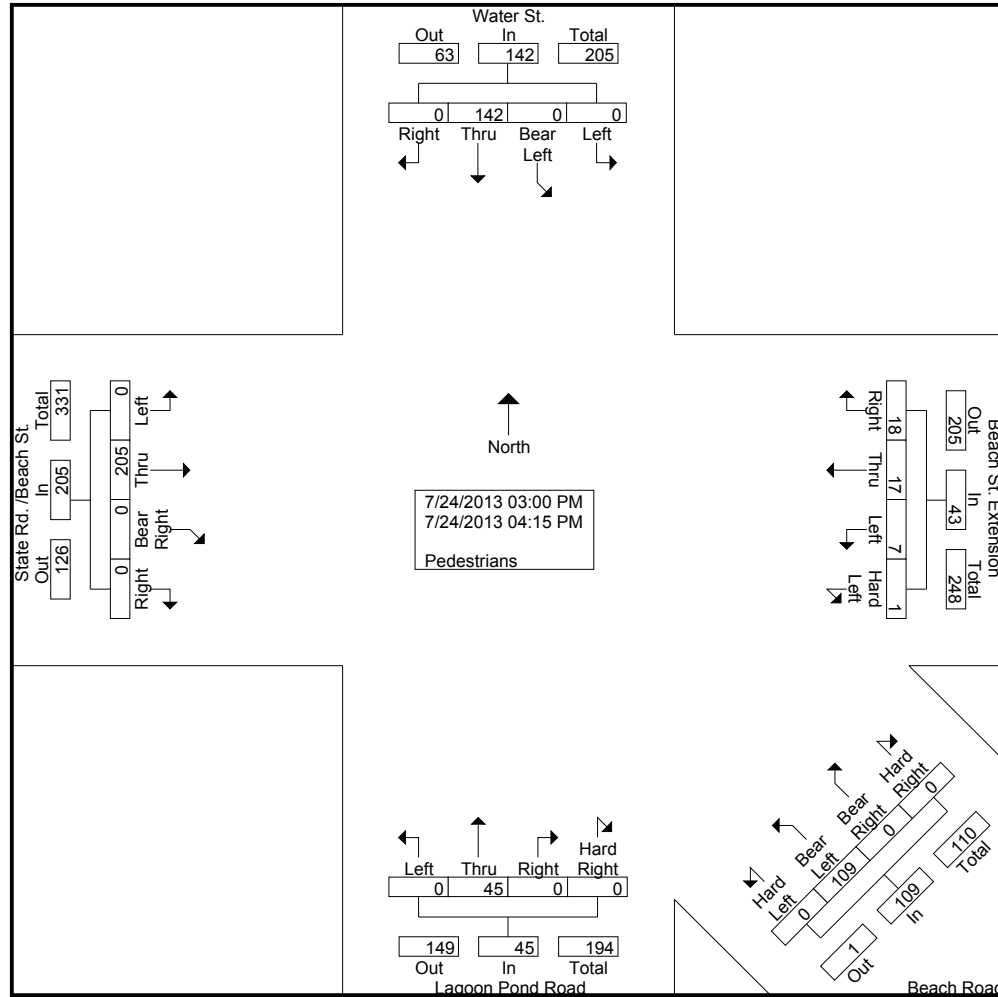 Water St.
Out In Total
63 142 205
0 142 0 0
Right Thru Bear Left Left
State Rd. /Beach St.
Total In Out
331 205 126
0 205 0 0
Left Thru Bear Right Right
North
7/24/2013 03:00 PM
7/24/2013 04:15 PM
Pedestrians
Right Thru Left Hard Left
18 17 7 1
Out In Total
205 43 248
Beach St. Extension
Left Thru Right Hard Right
0 45 0 0
149 45 194
Out In Total
Lagoon Pond Road
Hard Left Bear Left Bear Right Hard Right
0 109 0 0
1 109 110
Out In Total
Beach Road